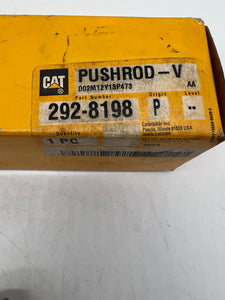 CAT PUSHROD-V
D02M12Y13P473 AA
Part Number Origin Level
292-8198 P --
Quantity Caterpillar Inc.
Peoria, Illinois 61629 USA
1 PC